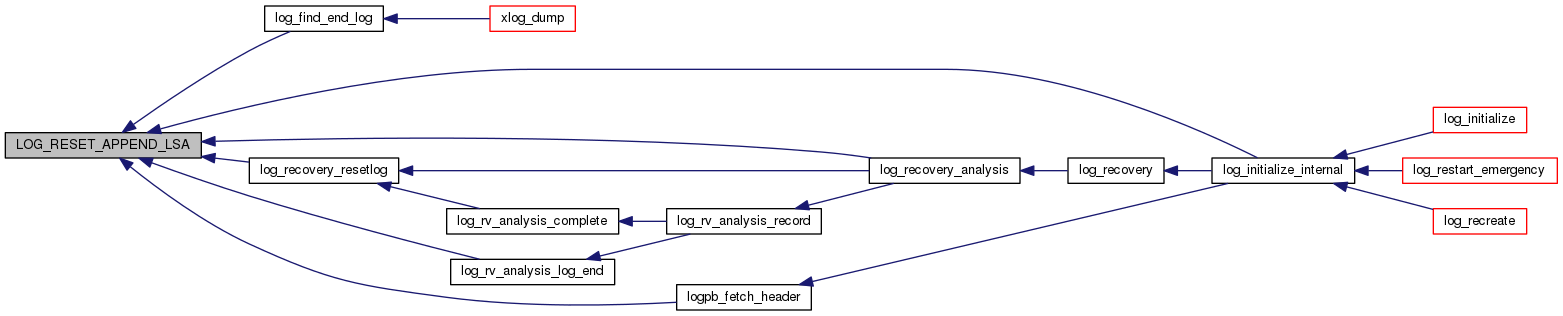 log_find_end_log
xlog_dump
LOG_RESET_APPEND_LSA
log_initialize
log_recovery_resetlog
log_recovery_analysis
log_recovery
log_initialize_internal
log_restart_emergency
log_rv_analysis_complete
log_rv_analysis_record
log_recreate
log_rv_analysis_log_end
logpb_fetch_header